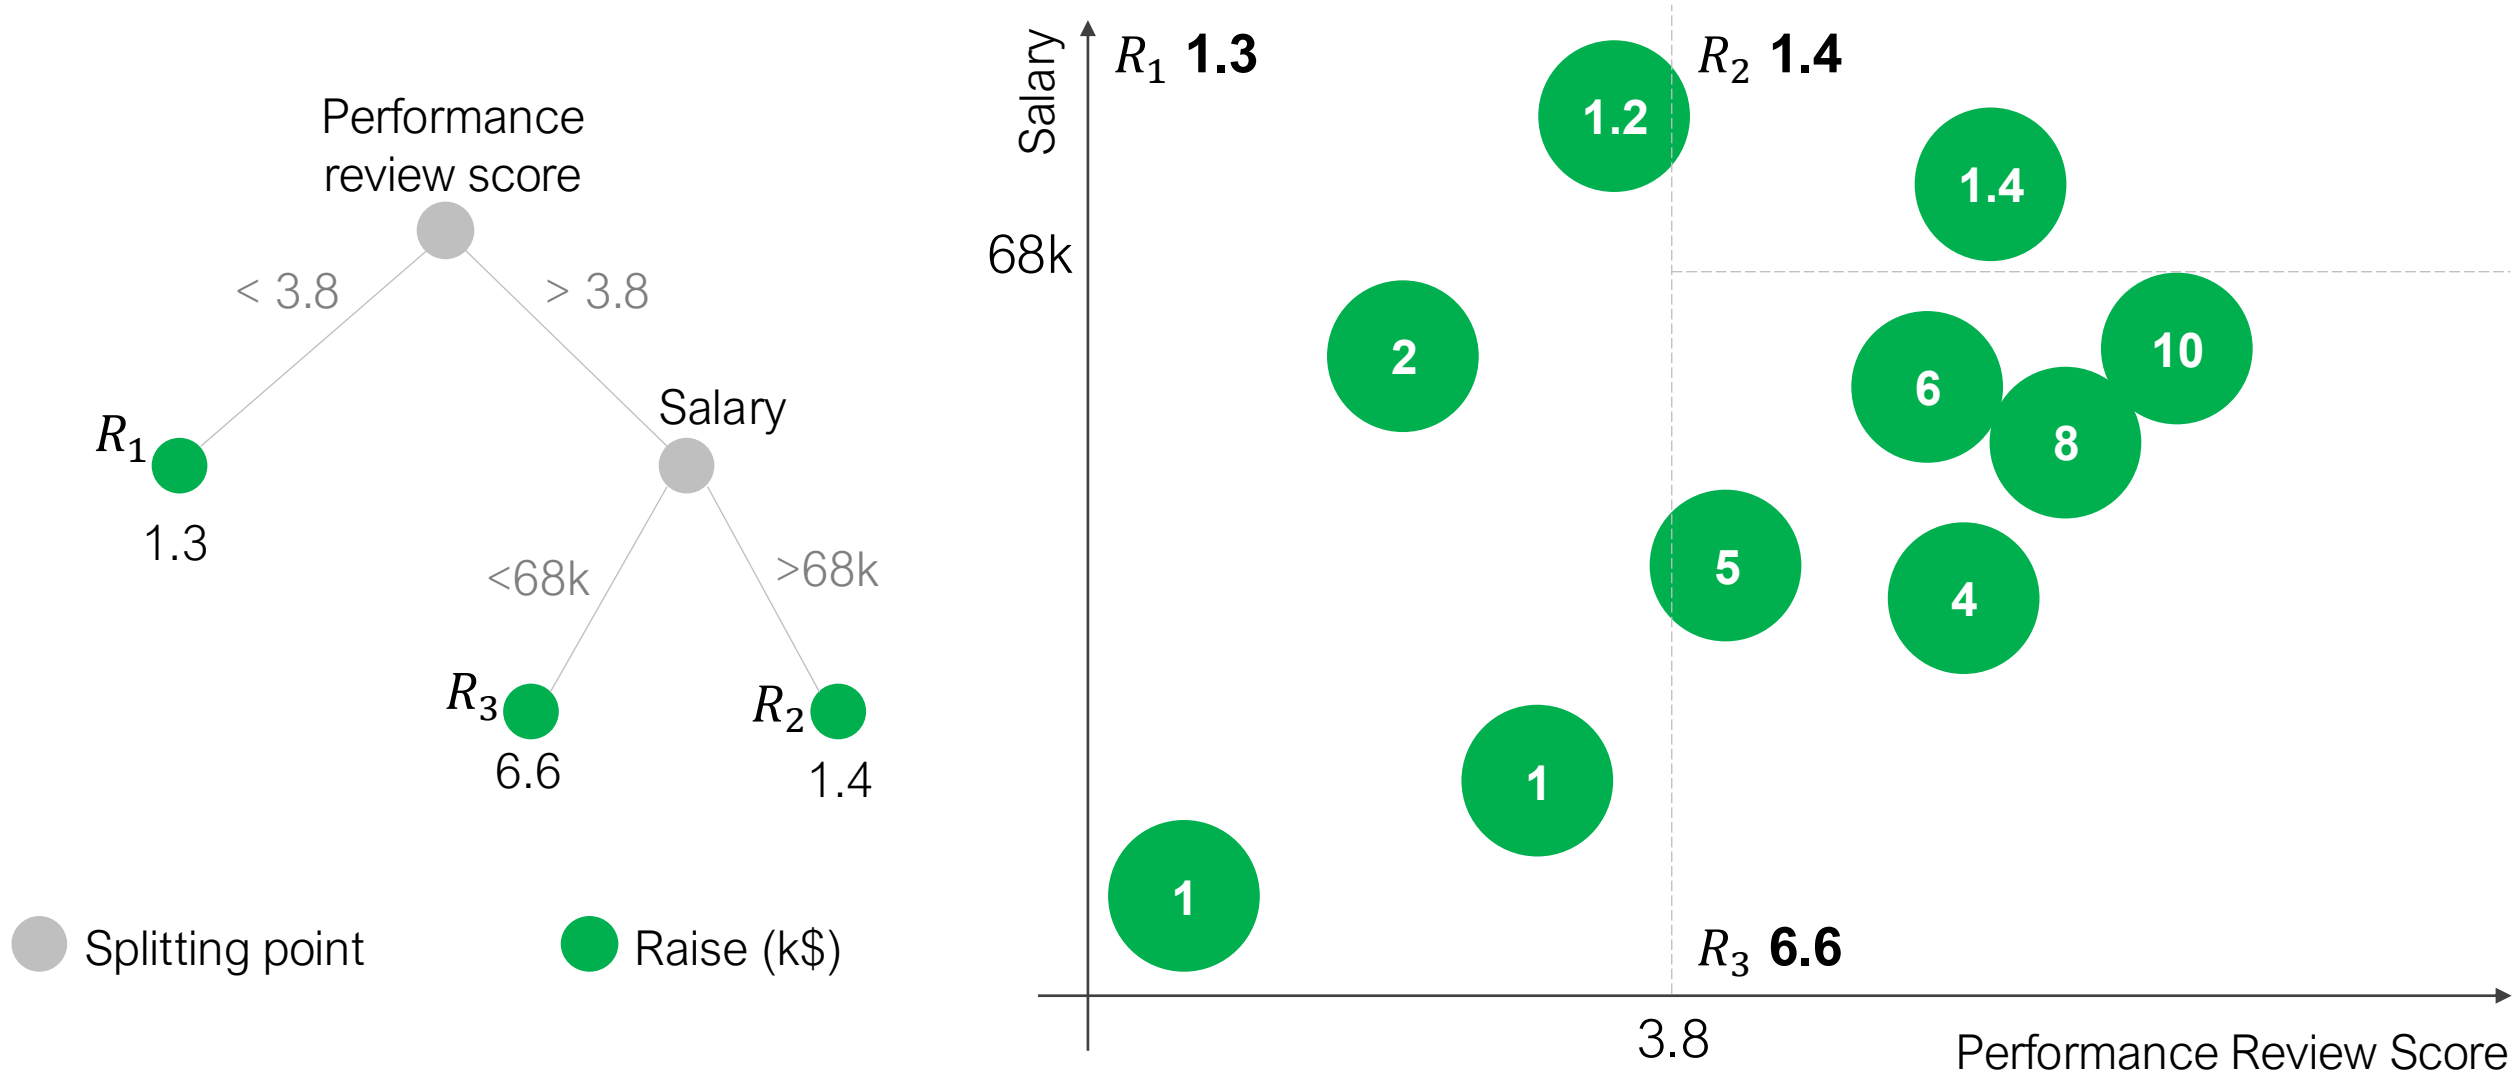 Performance
review score
< 3.8
> 3.8
R1
1.3
Salary
<68k
>68k
R3
6.6
R2
1.4
Splitting point
Raise (k$)
Salary
R1 1.3
R2 1.4
1.2
1.4
68k
2
6
10
8
5
4
1
1
R3 6.6
3.8
Performance Review Score